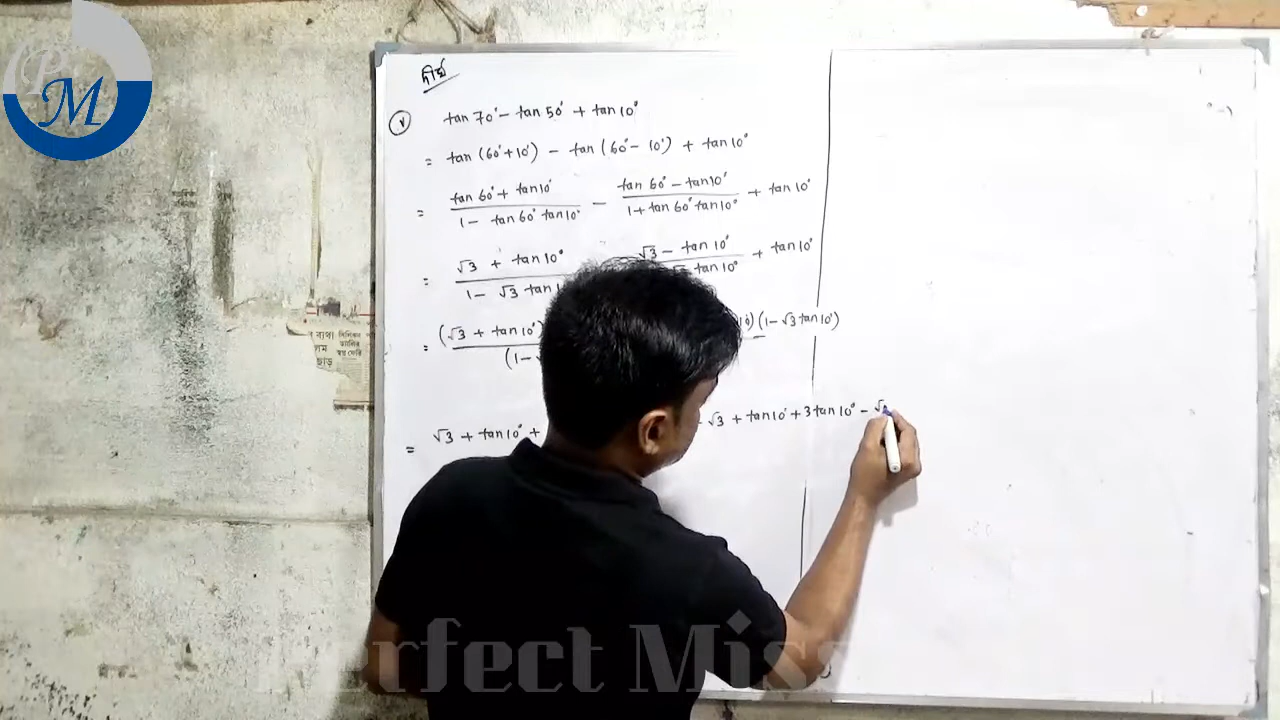 PM
দীর্ঘ
v tan 70° - tan 50° + tan 10°
= tan (60°+10°) - tan (60° - 10°) + tan 10°
= tan 60° + tan 10° / 1 - tan 60° tan 10° - tan 60° - tan 10° / 1 + tan 60° tan 10° + tan 10°
= √3 + tan 10° / 1 - √3 tan √3 - tan 10° / tan 10° + tan 10°
= (√3 + tan 10°) (1 - √3 tan 10°) / (1 -
= √3 + tan 10° + - √3 + tan 10° + 3 tan 10° - √
Perfect Miss